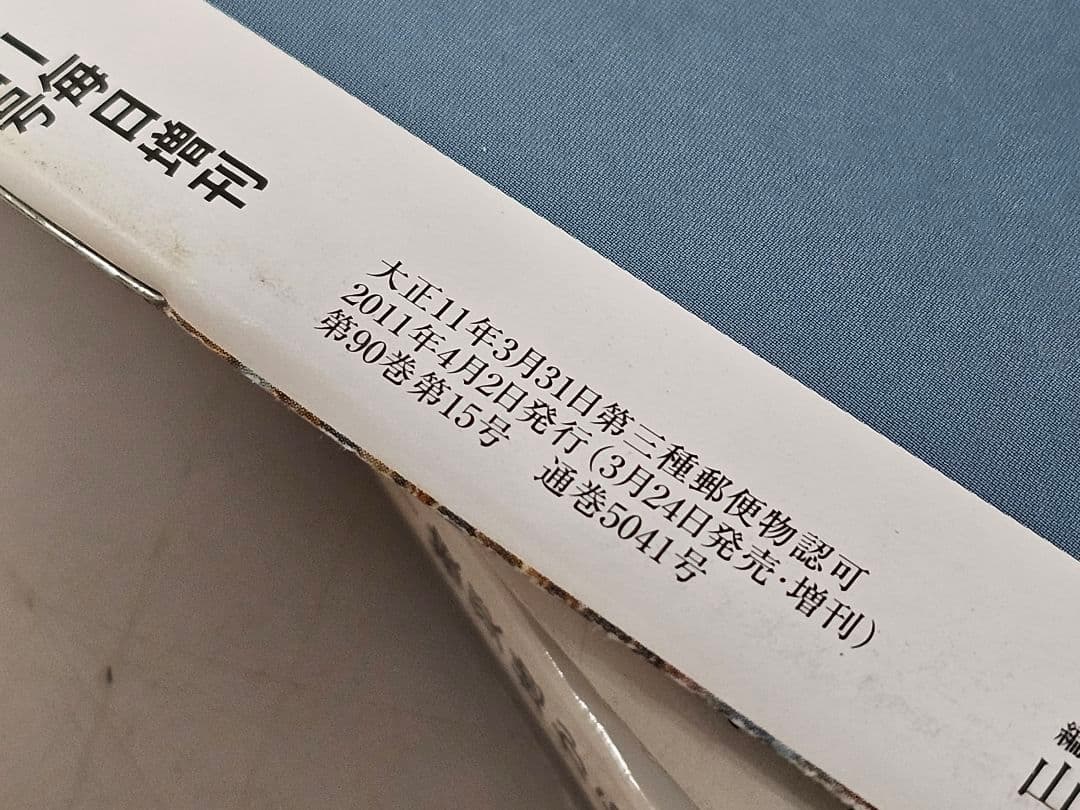 毎日増刊
号
大正11年3月31日第三種郵便物認可
2011年4月2日発行(3月24日発売・増刊)
第90巻第15号　通巻5041号
編
山